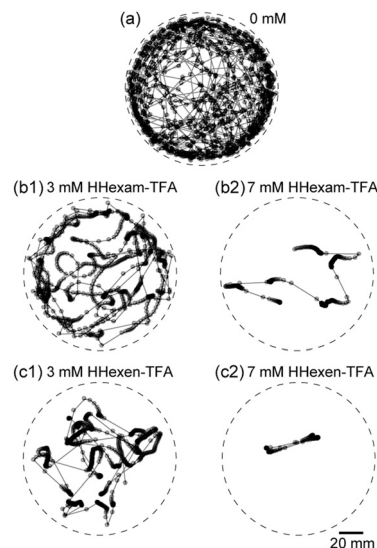 (a) 0 mM
(b1) 3 mM HHexam-TFA (b2) 7 mM HHexam-TFA
(c1) 3 mM HHexen-TFA (c2) 7 mM HHexen-TFA
20 mm